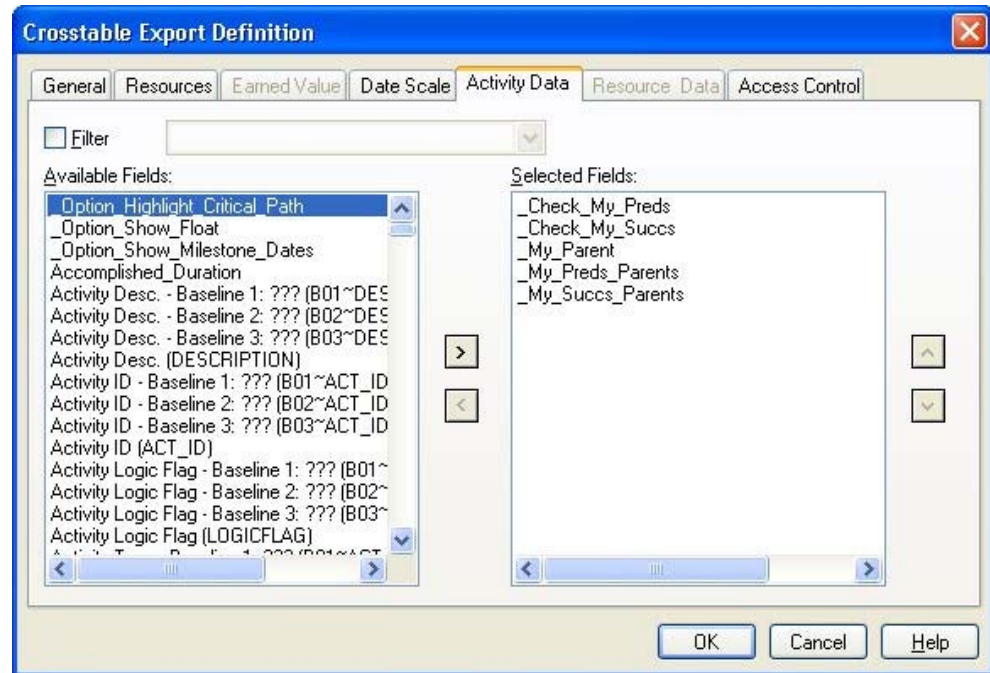 Crosstable Export Definition
General Resources Earned Value Date Scale Activity Data Resource Data Access Control
Filter
Available Fields:
_Option_Highlight_Critical_Path
_Option_Show_Float
_Option_Show_Milestone_Dates
Accomplished_Duration
Activity Desc. - Baseline 1: ??? (B01~DES
Activity Desc. - Baseline 2: ??? (B02~DES
Activity Desc. - Baseline 3: ??? (B03~DES
Activity Desc. (DESCRIPTION)
Activity ID - Baseline 1: ??? (B01~ACT_ID
Activity ID - Baseline 2: ??? (B02~ACT_ID
Activity ID - Baseline 3: ??? (B03~ACT_ID
Activity ID (ACT_ID)
Activity Logic Flag - Baseline 1: ??? (B01~
Activity Logic Flag - Baseline 2: ??? (B02~
Activity Logic Flag - Baseline 3: ??? (B03~
Activity Logic Flag (LOGICFLAG)
>
<
Selected Fields:
_Check_My_Preds
_Check_My_Succs
_My_Parent
_My_Preds_Parents
_My_Succs_Parents
OK Cancel Help